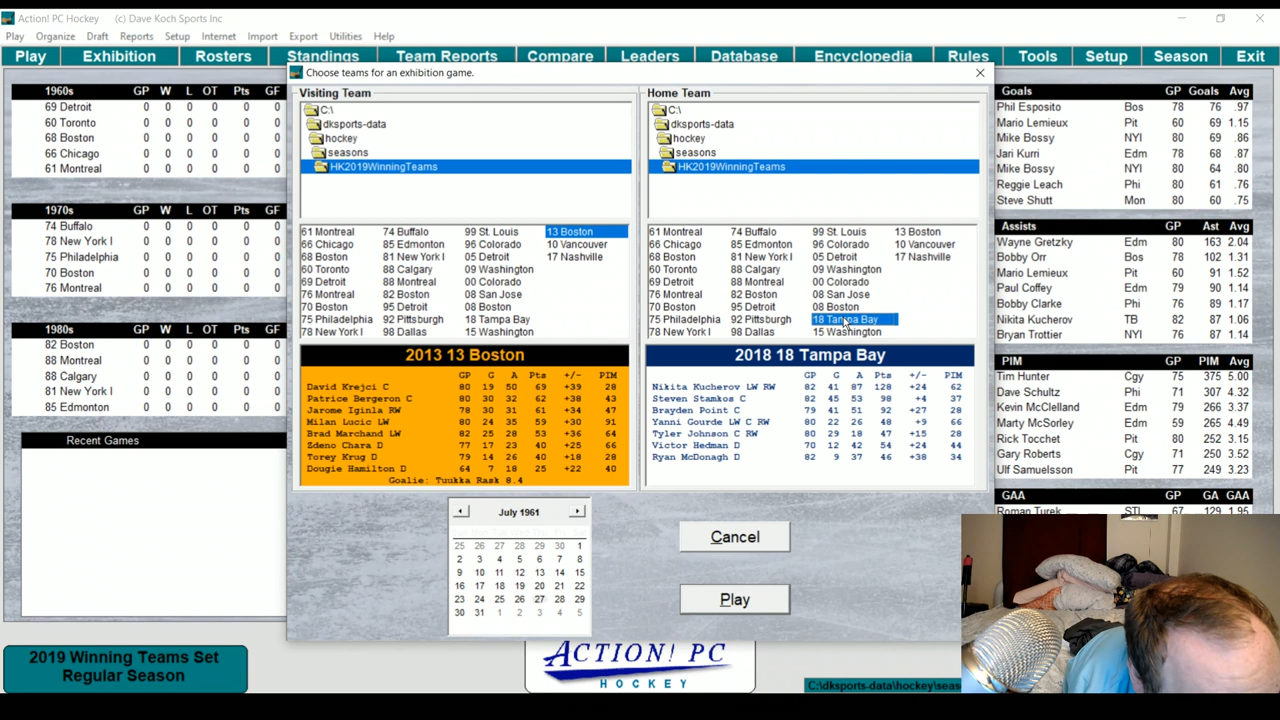 Action! PC Hockey (c) Dave Koch Sports Inc
Play Organize Draft Reports Setup Internet Import Export Utilities Help
Play Exhibition Rosters Standings Team Reports Compare Leaders Database Encyclopedia Rules Tools Setup Season Exit
1960s GP W L OT Pts GF
69 Detroit 0 0 0 0 0 0
60 Toronto 0 0 0 0 0 0
68 Boston 0 0 0 0 0 0
66 Chicago 0 0 0 0 0 0
61 Montreal 0 0 0 0 0 0
1970s GP W L OT Pts GF
74 Buffalo 0 0 0 0 0 0
78 New York I 0 0 0 0 0 0
75 Philadelphia 0 0 0 0 0 0
70 Boston 0 0 0 0 0 0
76 Montreal 0 0 0 0 0 0
1980s GP W L OT Pts GF
82 Boston 0 0 0 0 0 0
88 Montreal 0 0 0 0 0 0
88 Calgary 0 0 0 0 0 0
81 New York I 0 0 0 0 0 0
85 Edmonton 0 0 0 0 0 0
Recent Games
2019 Winning Teams Set
Regular Season
Choose teams for an exhibition game.
Visiting Team
C:\
dksports-data
hockey
seasons
HK2019WinningTeams
61 Montreal 74 Buffalo 99 St. Louis 13 Boston
66 Chicago 85 Edmonton 96 Colorado 10 Vancouver
68 Boston 81 New York I 05 Detroit 17 Nashville
60 Toronto 88 Calgary 09 Washington
69 Detroit 88 Montreal 00 Colorado
76 Montreal 82 Boston 08 San Jose
70 Boston 95 Detroit 08 Boston
75 Philadelphia 92 Pittsburgh 18 Tampa Bay
78 New York I 98 Dallas 15 Washington
2013 13 Boston
GP G A Pts +/- PIM
David Krejci C 80 19 50 69 +39 28
Patrice Bergeron C 80 30 32 62 +38 43
Jarome Iginla RW 78 30 31 61 +34 47
Milan Lucic LW 80 24 35 59 +30 91
Brad Marchand LW 82 25 28 53 +36 64
Zdeno Chara D 77 17 23 40 +25 66
Torey Krug D 79 14 26 40 +18 28
Dougie Hamilton D 64 7 18 25 +22 40
Goalie: Tuukka Rask 8.4
Home Team
C:\
dksports-data
hockey
seasons
HK2019WinningTeams
61 Montreal 74 Buffalo 99 St. Louis 13 Boston
66 Chicago 85 Edmonton 96 Colorado 10 Vancouver
68 Boston 81 New York I 05 Detroit 17 Nashville
60 Toronto 88 Calgary 09 Washington
69 Detroit 88 Montreal 00 Colorado
76 Montreal 82 Boston 08 San Jose
70 Boston 95 Detroit 08 Boston
75 Philadelphia 92 Pittsburgh 18 Tampa Bay
78 New York I 98 Dallas 15 Washington
2018 18 Tampa Bay
GP G A Pts +/- PIM
Nikita Kucherov LW RW 82 41 87 128 +24 62
Steven Stamkos C 82 45 53 98 +4 37
Brayden Point C 79 41 51 92 +27 28
Yanni Gourde LW C RW 80 22 26 48 +9 66
Tyler Johnson C RW 80 29 18 47 +15 28
Victor Hedman D 70 12 42 54 +24 44
Ryan McDonagh D 82 9 37 46 +38 34
July 1961
25 26 27 28 29 30 1
2 3 4 5 6 7 8
9 10 11 12 13 14 15
16 17 18 19 20 21 22
23 24 25 26 27 28 29
30 31 1 2 3 4 5
Cancel
Play
ACTION! PC
HOCKEY
C:\dksports-data\hockey\seas
Goals GP Goals Avg
Phil Esposito Bos 78 76 .97
Mario Lemieux Pit 60 69 1.15
Mike Bossy NYI 80 69 .86
Jari Kurri Edm 78 68 .87
Mike Bossy NYI 80 64 .80
Reggie Leach Phi 80 61 .76
Steve Shutt Mon 80 60 .75
Assists GP Ast Avg
Wayne Gretzky Edm 80 163 2.04
Bobby Orr Bos 78 102 1.31
Mario Lemieux Pit 60 91 1.52
Paul Coffey Edm 79 90 1.14
Bobby Clarke Phi 76 89 1.17
Nikita Kucherov TB 82 87 1.06
Bryan Trottier NYI 76 87 1.14
PIM GP PIM Avg
Tim Hunter Cgy 75 375 5.00
Dave Schultz Phi 71 307 4.32
Kevin McClelland Edm 79 266 3.37
Marty McSorley Edm 59 265 4.49
Rick Tocchet Pit 80 252 3.15
Gary Roberts Cgy 71 250 3.52
Ulf Samuelsson Pit 77 249 3.23
GAA GP GA GAA
Roman Turek STL 67 129 1.95